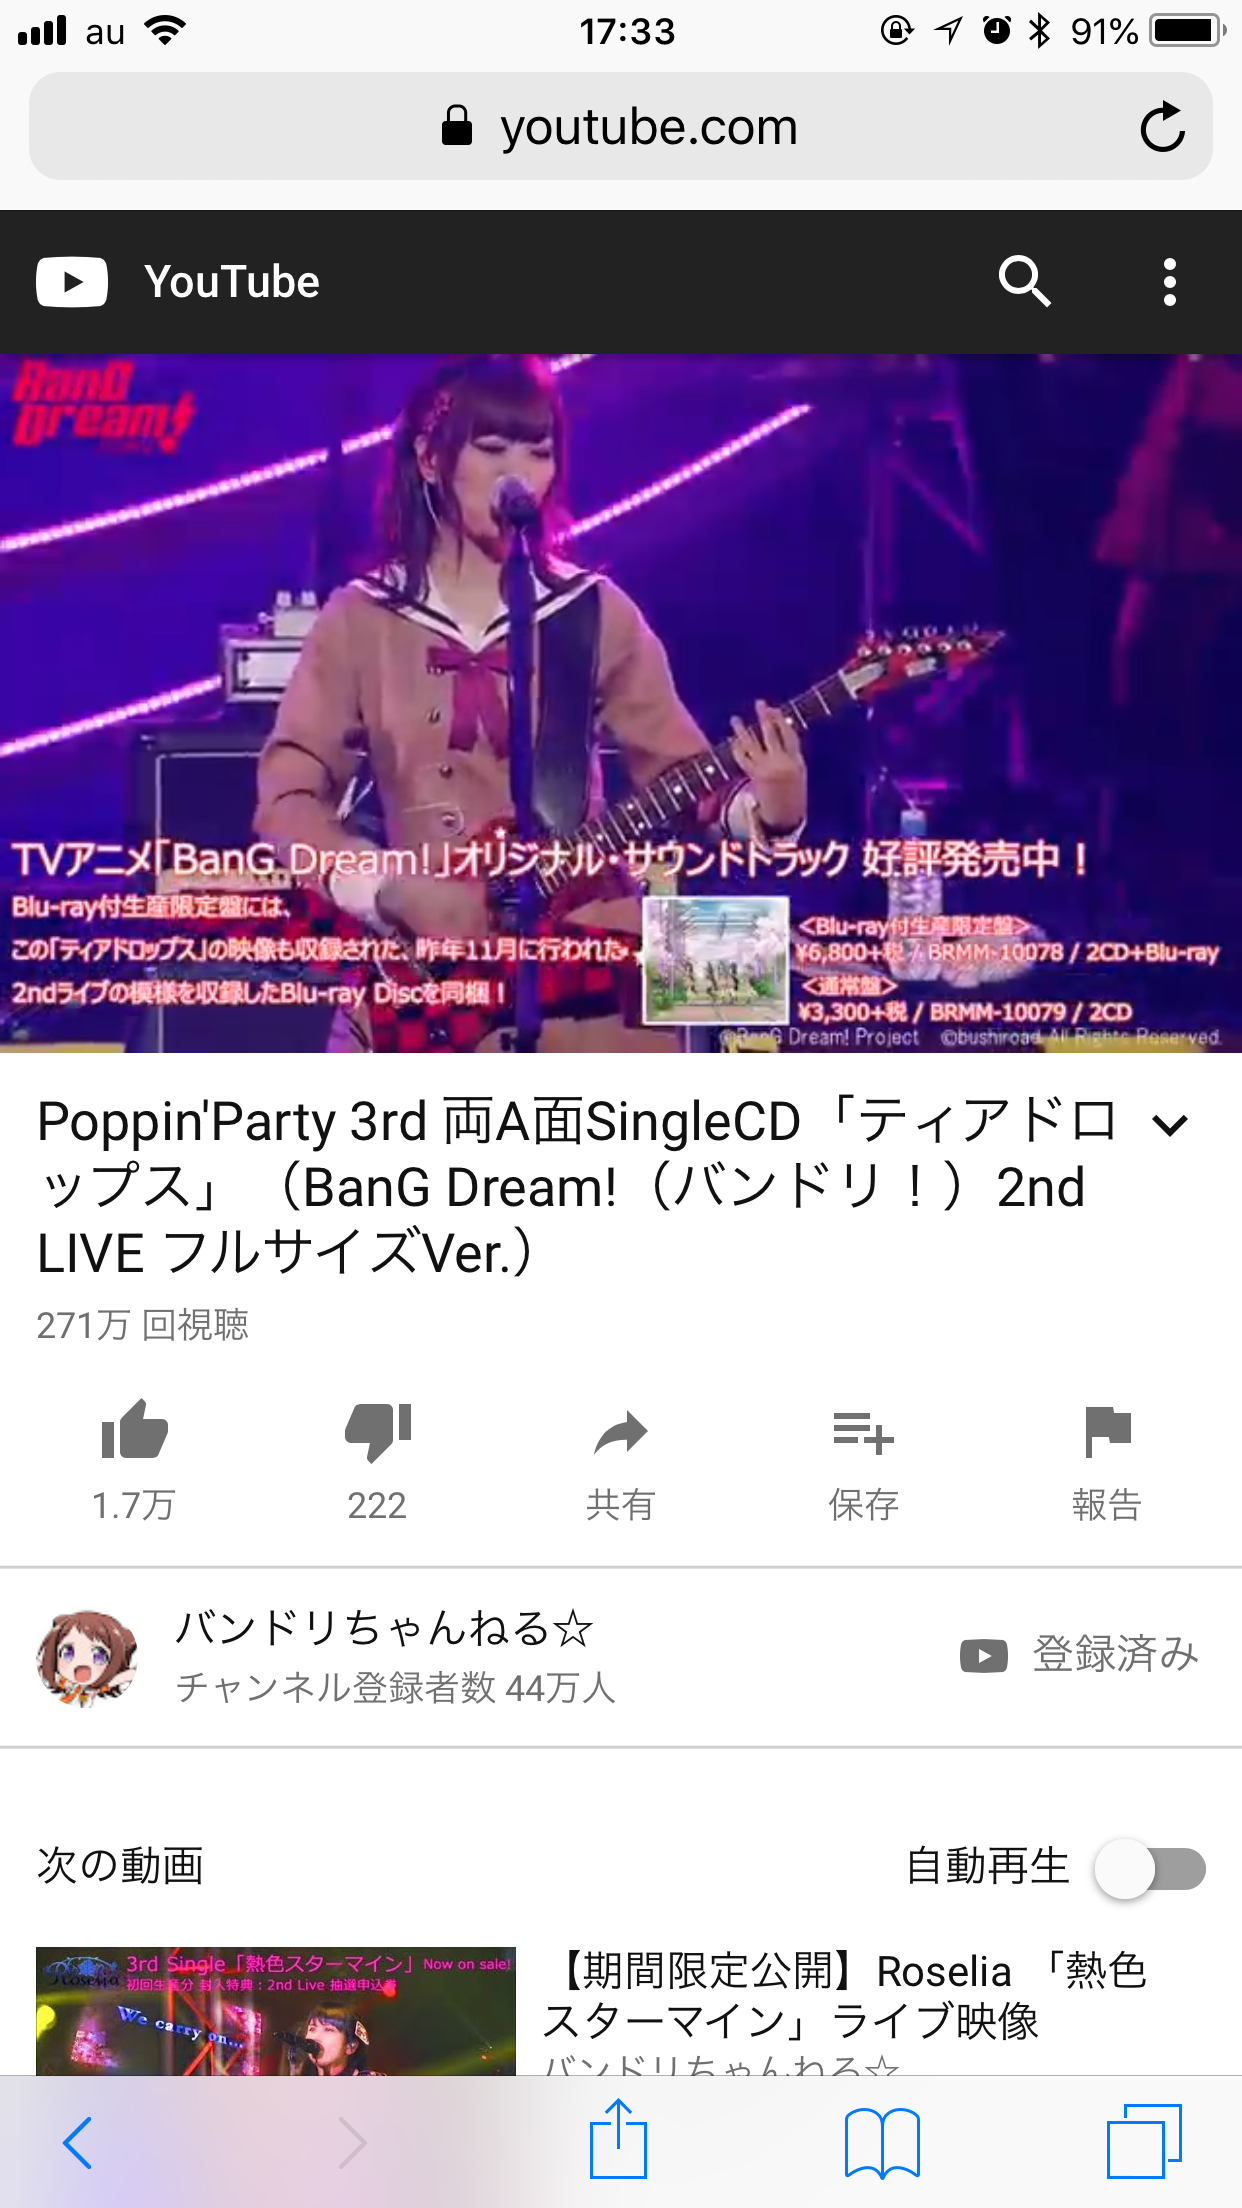 au
17:33
91%
youtube.com
YouTube
BanG
Dream!
TVアニメ「BanG Dream!」オリジナル・サウンドトラック 好評発売中！
Blu-ray付生産限定盤には、
この「ティアドロップス」の映像も収録された、昨年11月に行われた
2ndライブの模様を収録したBlu-ray Discを同梱！
<Blu-ray付生産限定盤>
¥6,800+税 / BRMM-10078 / 2CD+Blu-ray
<通常盤>
¥3,300+税 / BRMM-10079 / 2CD
©BanG Dream! Project ©bushiroad All Rights Reserved.
Poppin'Party 3rd 両A面SingleCD「ティアドロ
ップス」（BanG Dream!（バンドリ！）2nd
LIVE フルサイズVer.）
271万 回視聴
1.7万
222
共有
保存
報告
バンドリちゃんねる☆
チャンネル登録者数 44万人
登録済み
次の動画
自動再生
3rd Single「熱色スターマイン」Now on sale!
Roselia
初回生産分 封入特典：2nd Live 抽選申込券
We carry on...
【期間限定公開】Roselia 「熱色
スターマイン」ライブ映像
バンドリちゃんねる☆